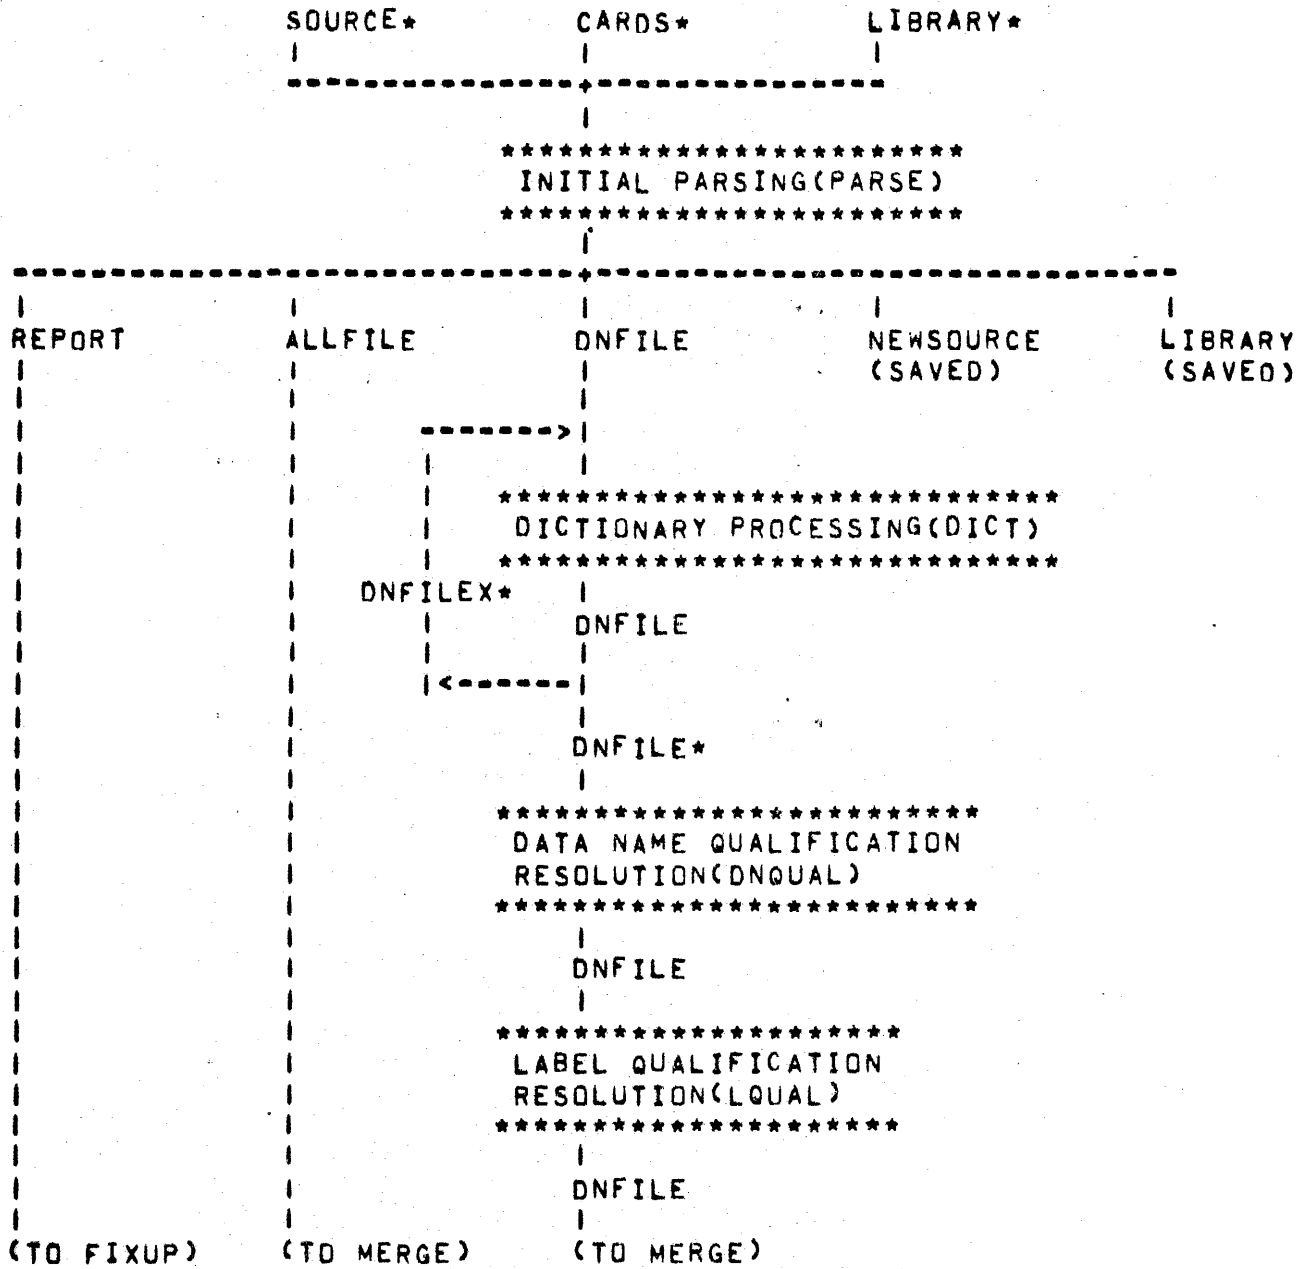 SOURCE* CARDS* LIBRARY*
************************
INITIAL PARSING(PARSE)
************************
REPORT ALLFILE DNFILE NEWSOURCE LIBRARY
(SAVED) (SAVED)
------->
*****************************
DICTIONARY PROCESSING(DICT)
*****************************
DNFILEX*
DNFILE
<-------
DNFILE*
*************************
DATA NAME QUALIFICATION
RESOLUTION(DNQUAL)
*************************
DNFILE
*********************
LABEL QUALIFICATION
RESOLUTION(LQUAL)
*********************
DNFILE
(TO FIXUP) (TO MERGE) (TO MERGE)